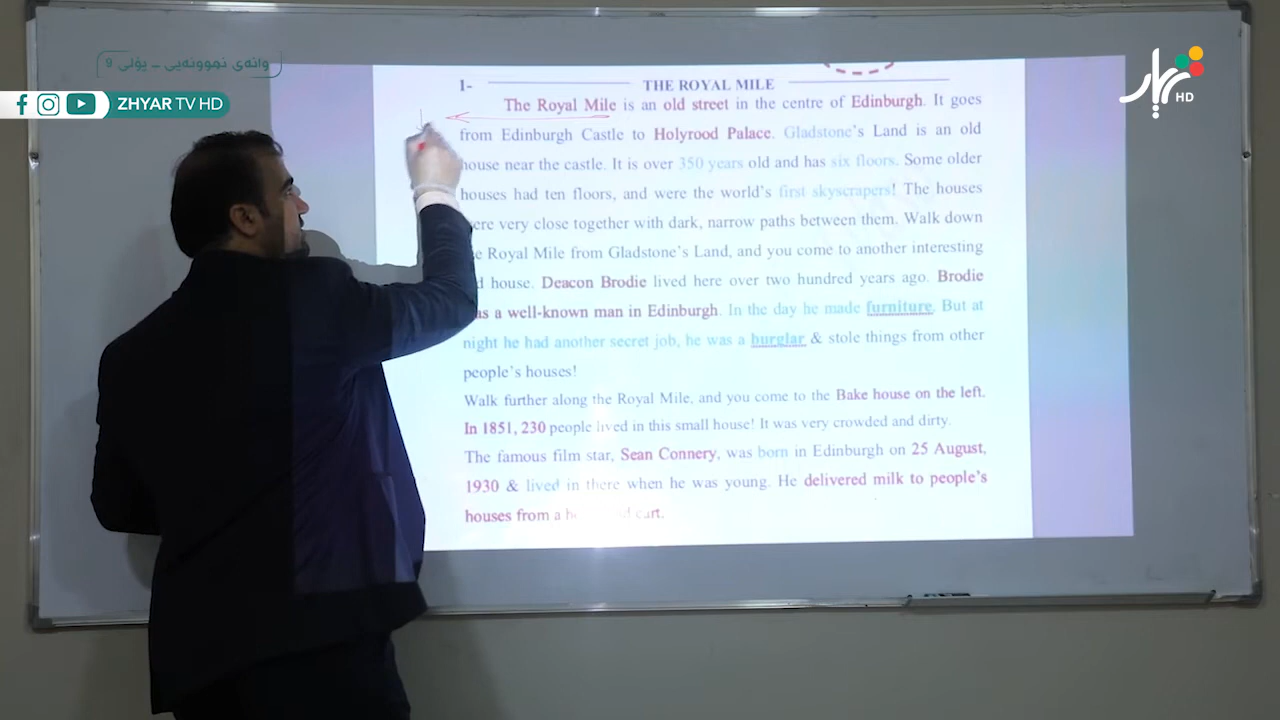 وانەی نموونەیی - پۆلی 9
ZHYAR TV HD
ژیار HD
1- THE ROYAL MILE
The Royal Mile is an old street in the centre of Edinburgh. It goes
from Edinburgh Castle to Holyrood Palace. Gladstone's Land is an old
house near the castle. It is over 350 years old and has six floors. Some older
houses had ten floors, and were the world's first skyscrapers! The houses
ere very close together with dark, narrow paths between them. Walk down
e Royal Mile from Gladstone's Land, and you come to another interesting
d house. Deacon Brodie lived here over two hundred years ago. Brodie
as a well-known man in Edinburgh. In the day he made furniture. But at
night he had another secret job, he was a burglar & stole things from other
people's houses!
Walk further along the Royal Mile, and you come to the Bake house on the left.
In 1851, 230 people lived in this small house! It was very crowded and dirty.
The famous film star, Sean Connery, was born in Edinburgh on 25 August,
1930 & lived in there when he was young. He delivered milk to people's
houses from a cart.